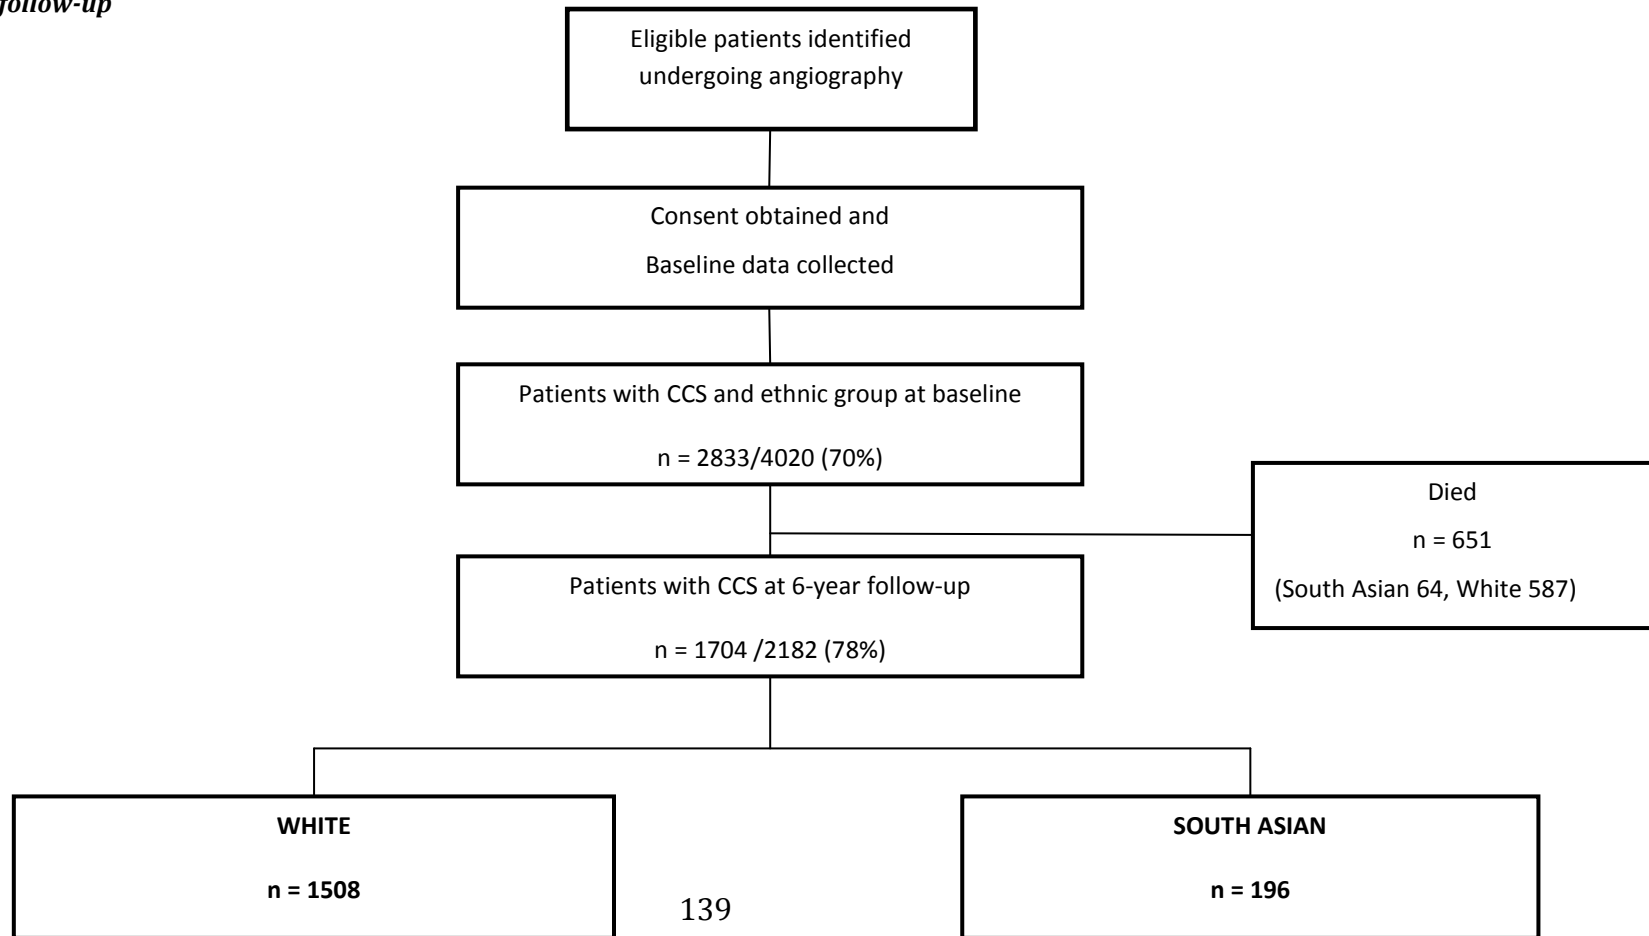 follow-up
Eligible patients identified
undergoing angiography
Consent obtained and
Baseline data collected
Patients with CCS and ethnic group at baseline
n = 2833/4020 (70%)
Died
n = 651
(South Asian 64, White 587)
Patients with CCS at 6-year follow-up
n = 1704 /2182 (78%)
WHITE
n = 1508
SOUTH ASIAN
n = 196
139